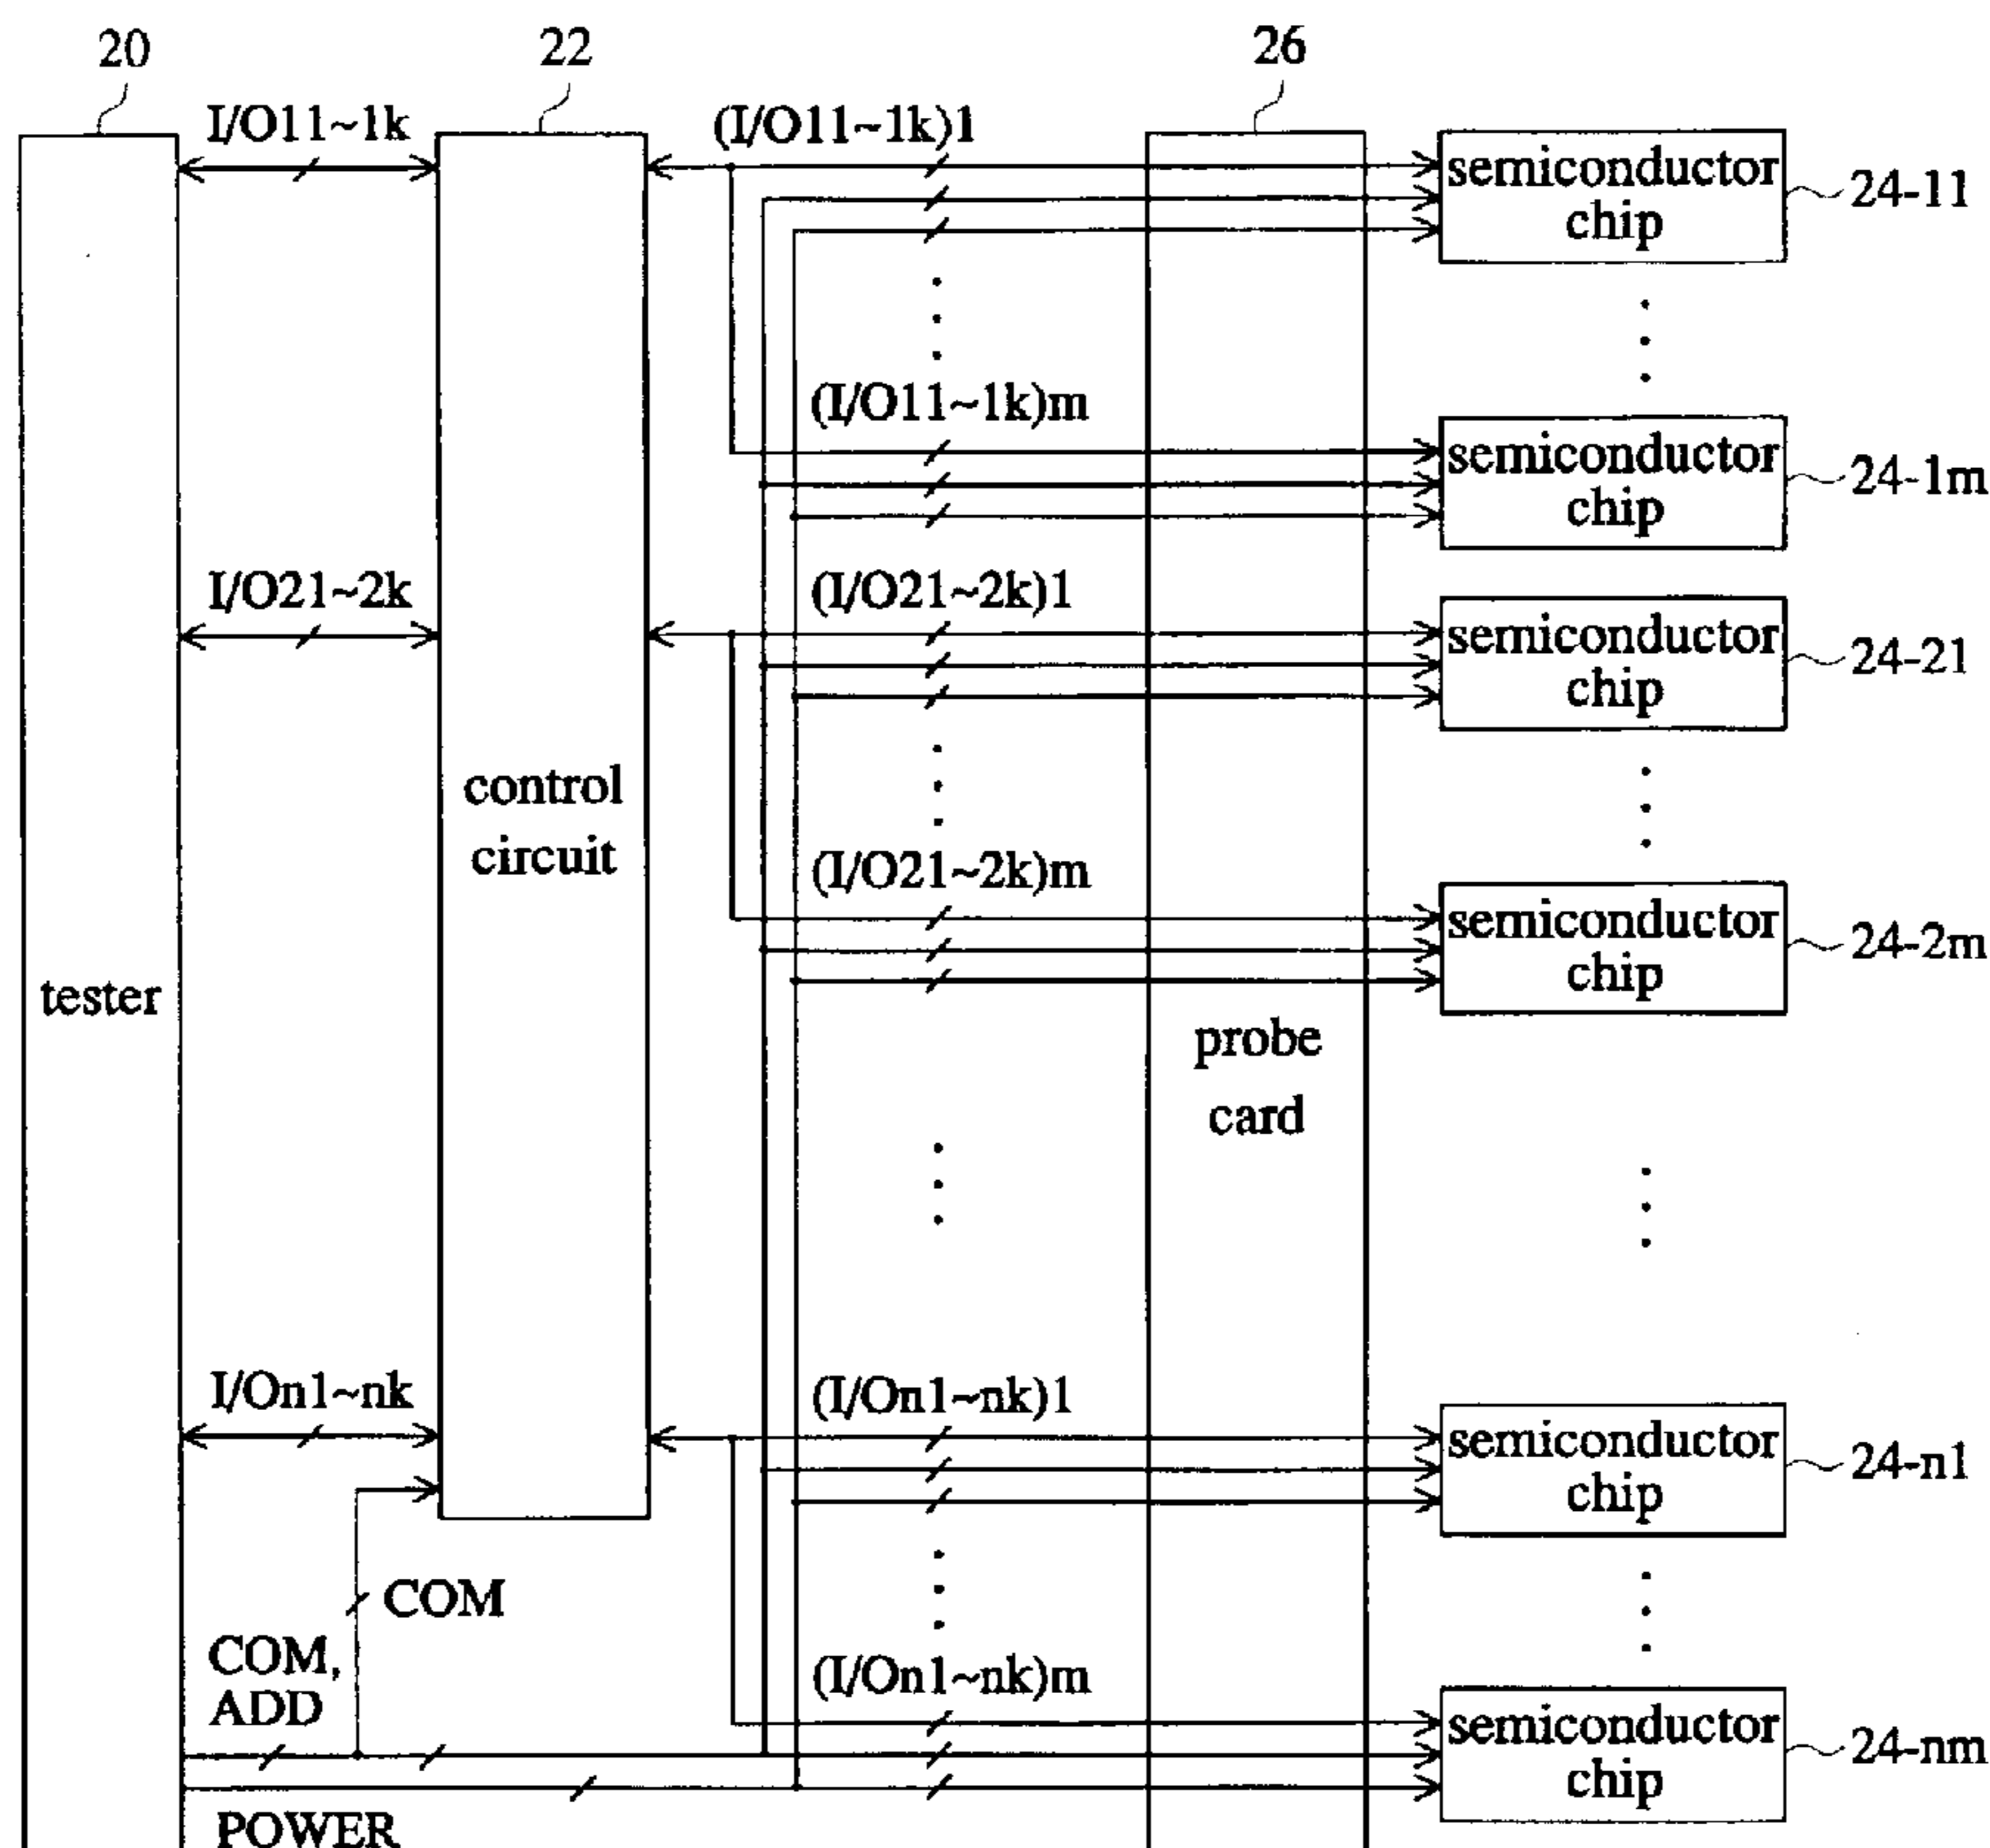 20
22
26
I/O11~1k
(I/O11~1k)1
semiconductor
chip
24-11
(I/O11~1k)m
semiconductor
chip
24-1m
I/O21~2k
(I/O21~2k)1
semiconductor
chip
24-21
control
circuit
(I/O21~2k)m
semiconductor
chip
24-2m
tester
probe
card
I/On1~nk
(I/On1~nk)1
semiconductor
chip
24-n1
COM
COM,
ADD
(I/On1~nk)m
semiconductor
chip
24-nm
POWER